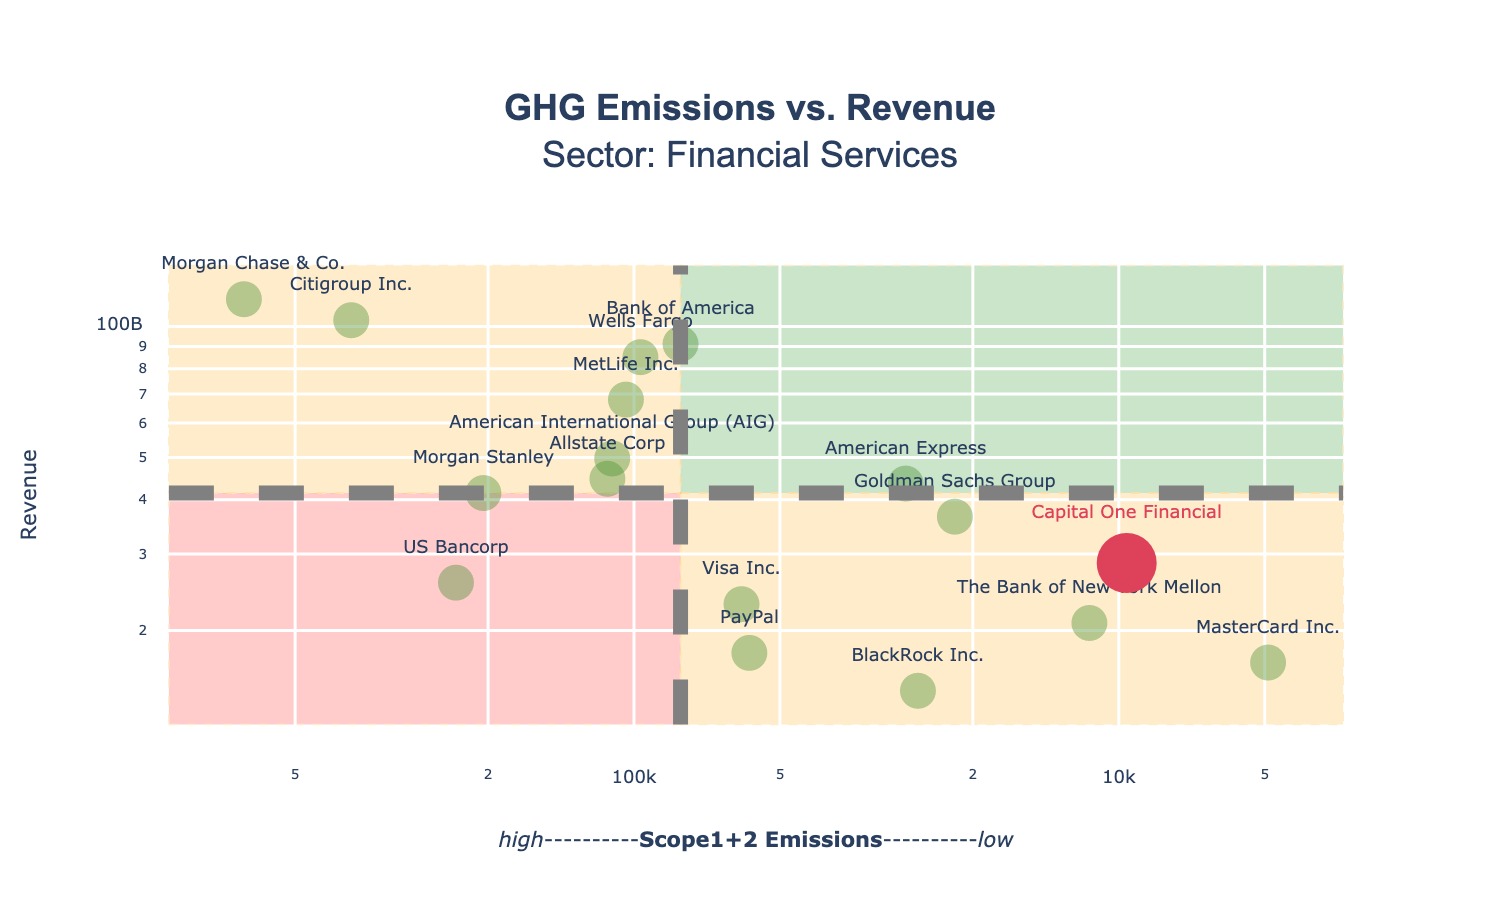 GHG Emissions vs. Revenue
Sector: Financial Services
Morgan Chase & Co.
Citigroup Inc.
Bank of America
Wells Fargo
MetLife Inc.
American International Group (AIG)
Allstate Corp
Morgan Stanley
American Express
Goldman Sachs Group
Capital One Financial
US Bancorp
Visa Inc.
The Bank of New York Mellon
PayPal
MasterCard Inc.
BlackRock Inc.
Revenue
100B
9
8
7
6
5
4
3
2
5 2 100k 5 2 10k 5
high----------Scope1+2 Emissions----------low